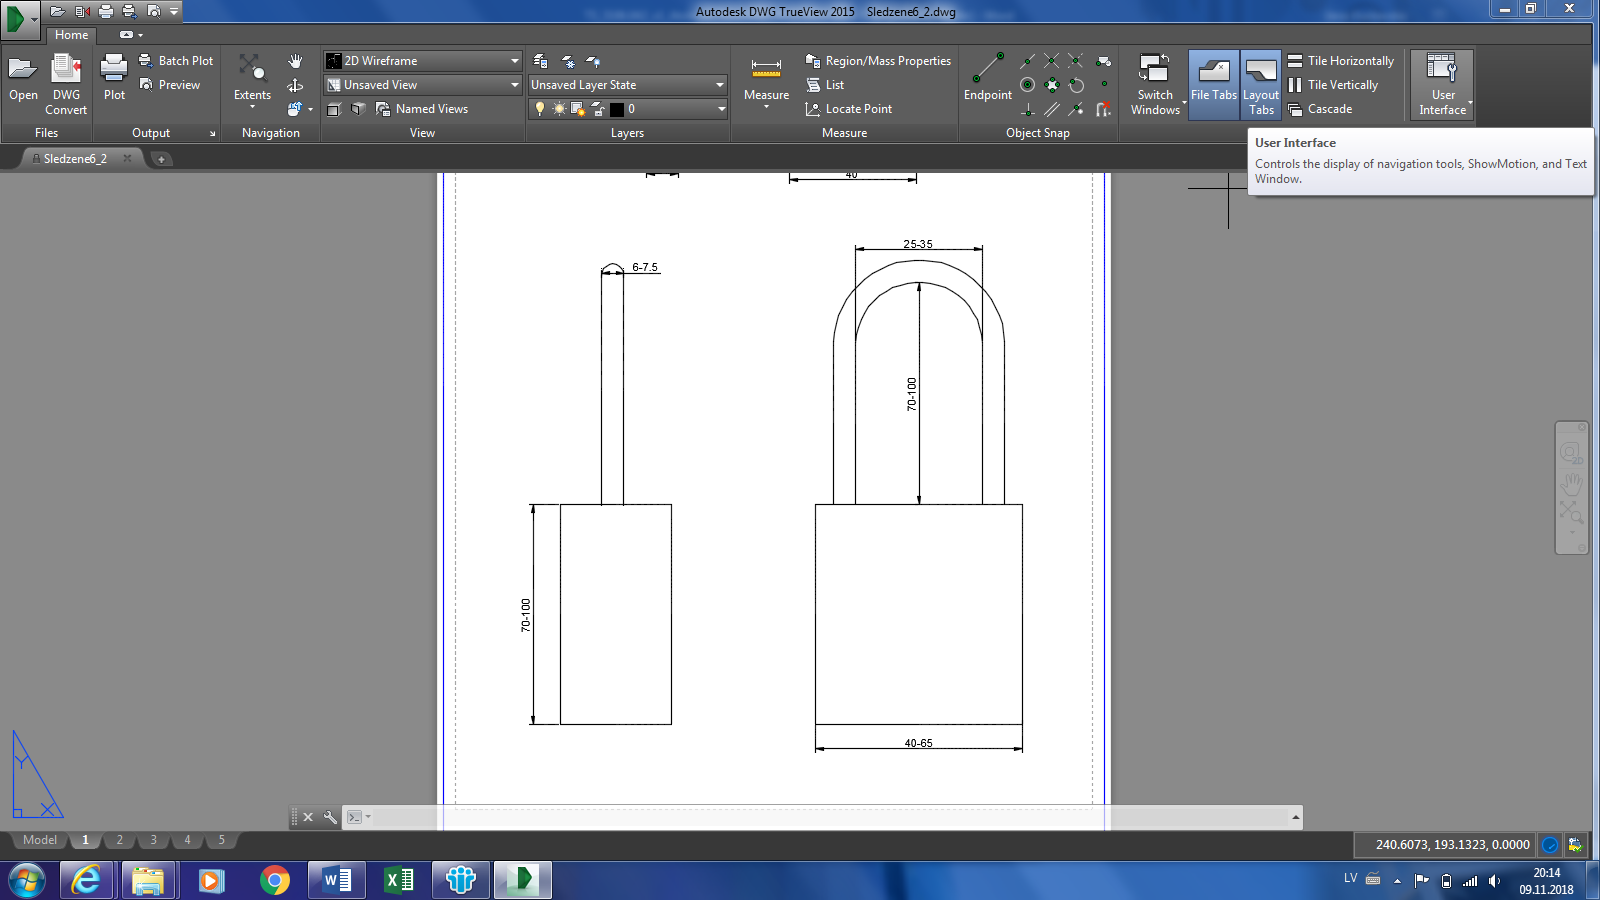 Autodesk DWG TrueView 2015    Sledzene6_2.dwg
Home
Open
DWG Convert
Files
Plot
Batch Plot
Preview
Output
Extents
Navigation
2D Wireframe
Unsaved View
Named Views
View
Unsaved Layer State
0
Layers
Measure
Region/Mass Properties
List
Locate Point
Measure
Endpoint
Object Snap
Switch Windows
File Tabs
Layout Tabs
Tile Horizontally
Tile Vertically
Cascade
User Interface
User Interface
Controls the display of navigation tools, ShowMotion, and Text
Window.
Sledzene6_2
40
25-35
6-7.5
70-100
70-100
40-65
Y
X
2D
Model
1
2
3
4
5
240.6073, 193.1323, 0.0000
LV
20:14
09.11.2018